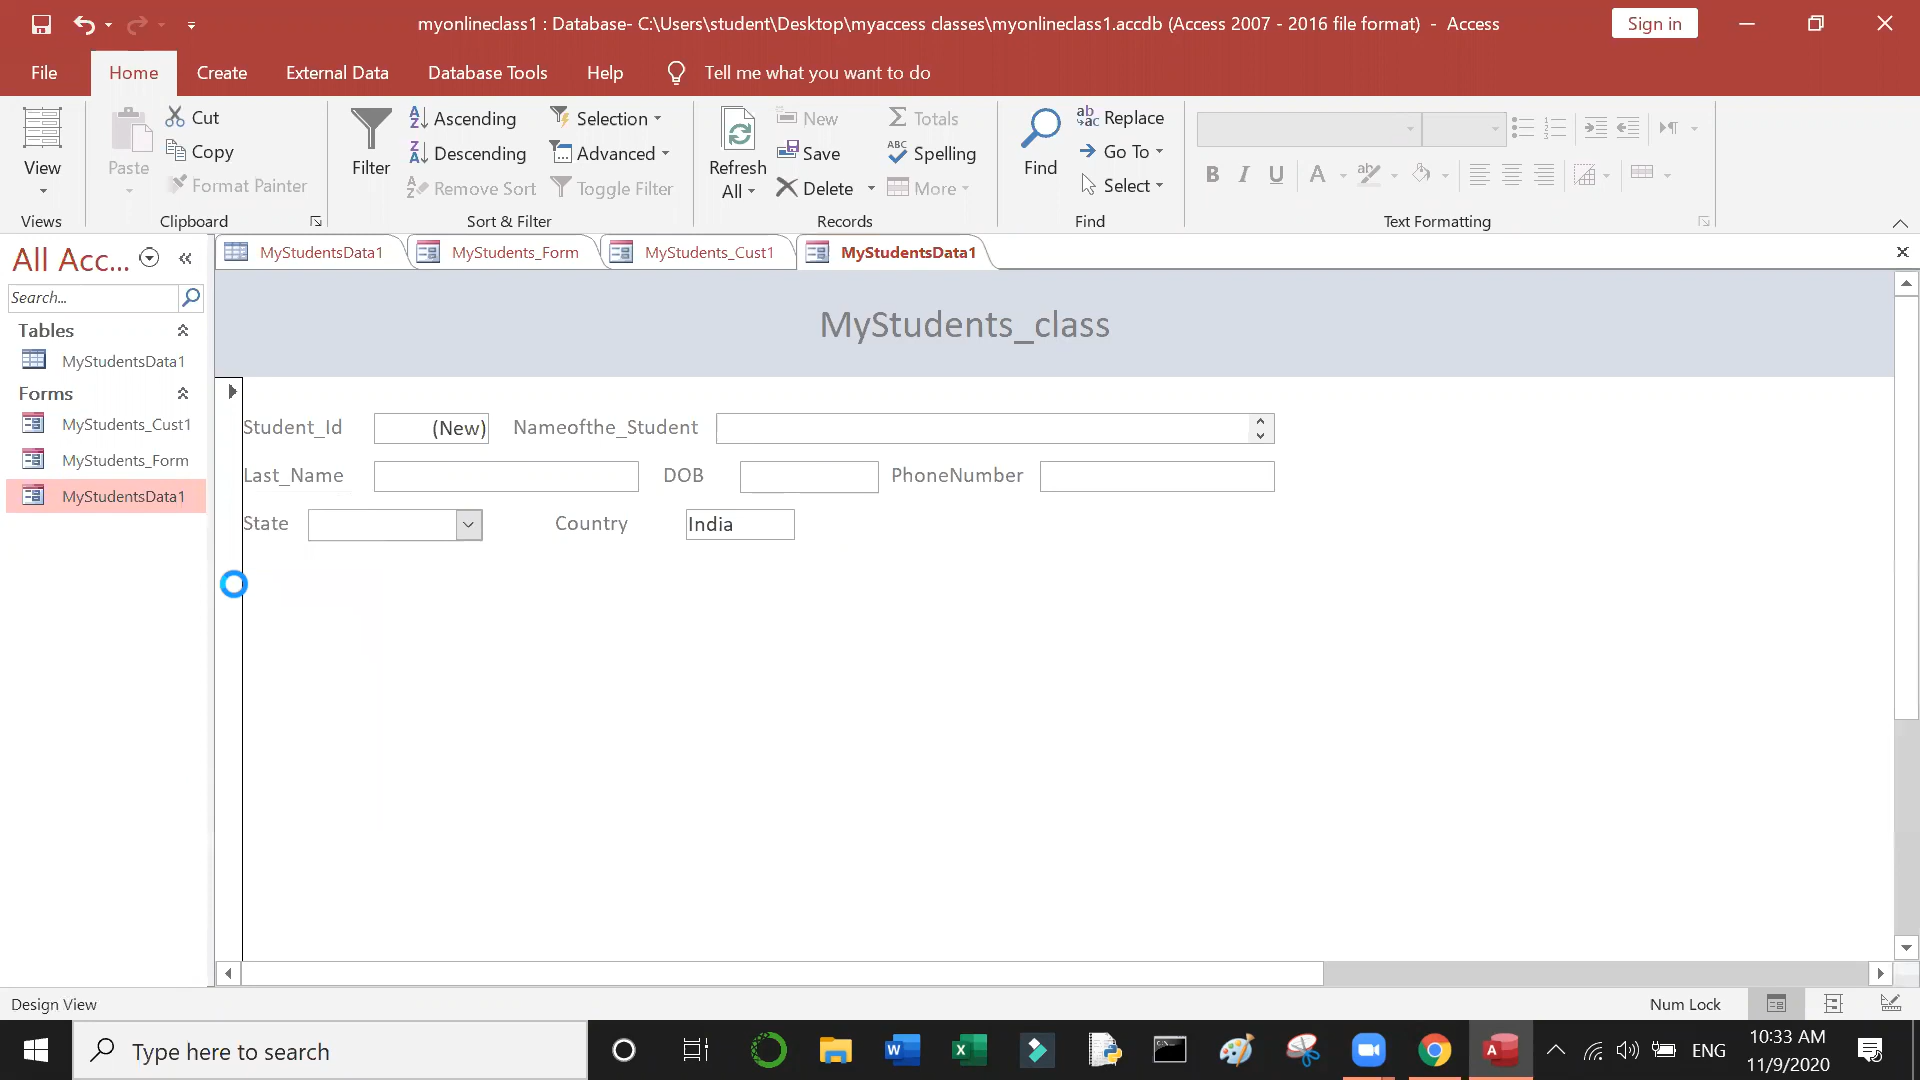 myonlineclass1 : Database- C:\Users\student\Desktop\myaccess classes\myonlineclass1.accdb (Access 2007 - 2016 file format) - Access
Sign in
File Home Create External Data Database Tools Help Tell me what you want to do
View
Views
Paste
Cut
Copy
Format Painter
Clipboard
Filter
Ascending
Descending
Remove Sort
Selection
Advanced
Toggle Filter
Sort & Filter
Refresh
All
New
Save
Delete
Totals
Spelling
More
Records
Find
Replace
Go To
Select
Find
B I U A
Text Formatting
All Acc...
Search...
Tables
MyStudentsData1
Forms
MyStudents_Cust1
MyStudents_Form
MyStudentsData1
MyStudentsData1 MyStudents_Form MyStudents_Cust1 MyStudentsData1
MyStudents_class
Student_Id (New) Nameofthe_Student
Last_Name DOB PhoneNumber
State Country India
Design View
Num Lock
Type here to search
ENG
10:33 AM
11/9/2020